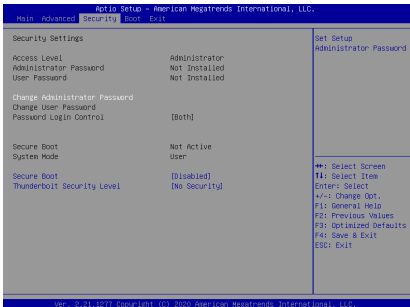 Aptio Setup - American Megatrends International, LLC.
Main Advanced Security Boot Exit
Security Settings
Access Level Administrator
Administrator Password Not Installed
User Password Not Installed
Change Administrator Password
Change User Password
Password Login Control [Both]
Secure Boot Not Active
System Mode User
Secure Boot [Disabled]
Thunderbolt Security Level [No Security]
Set Setup
Administrator Password
↔: Select Screen
↑↓: Select Item
Enter: Select
+/-: Change Opt.
F1: General Help
F2: Previous Values
F3: Optimized Defaults
F4: Save & Exit
ESC: Exit
Ver. 2.21.1277 Copyright (C) 2020 American Megatrends International, LLC.